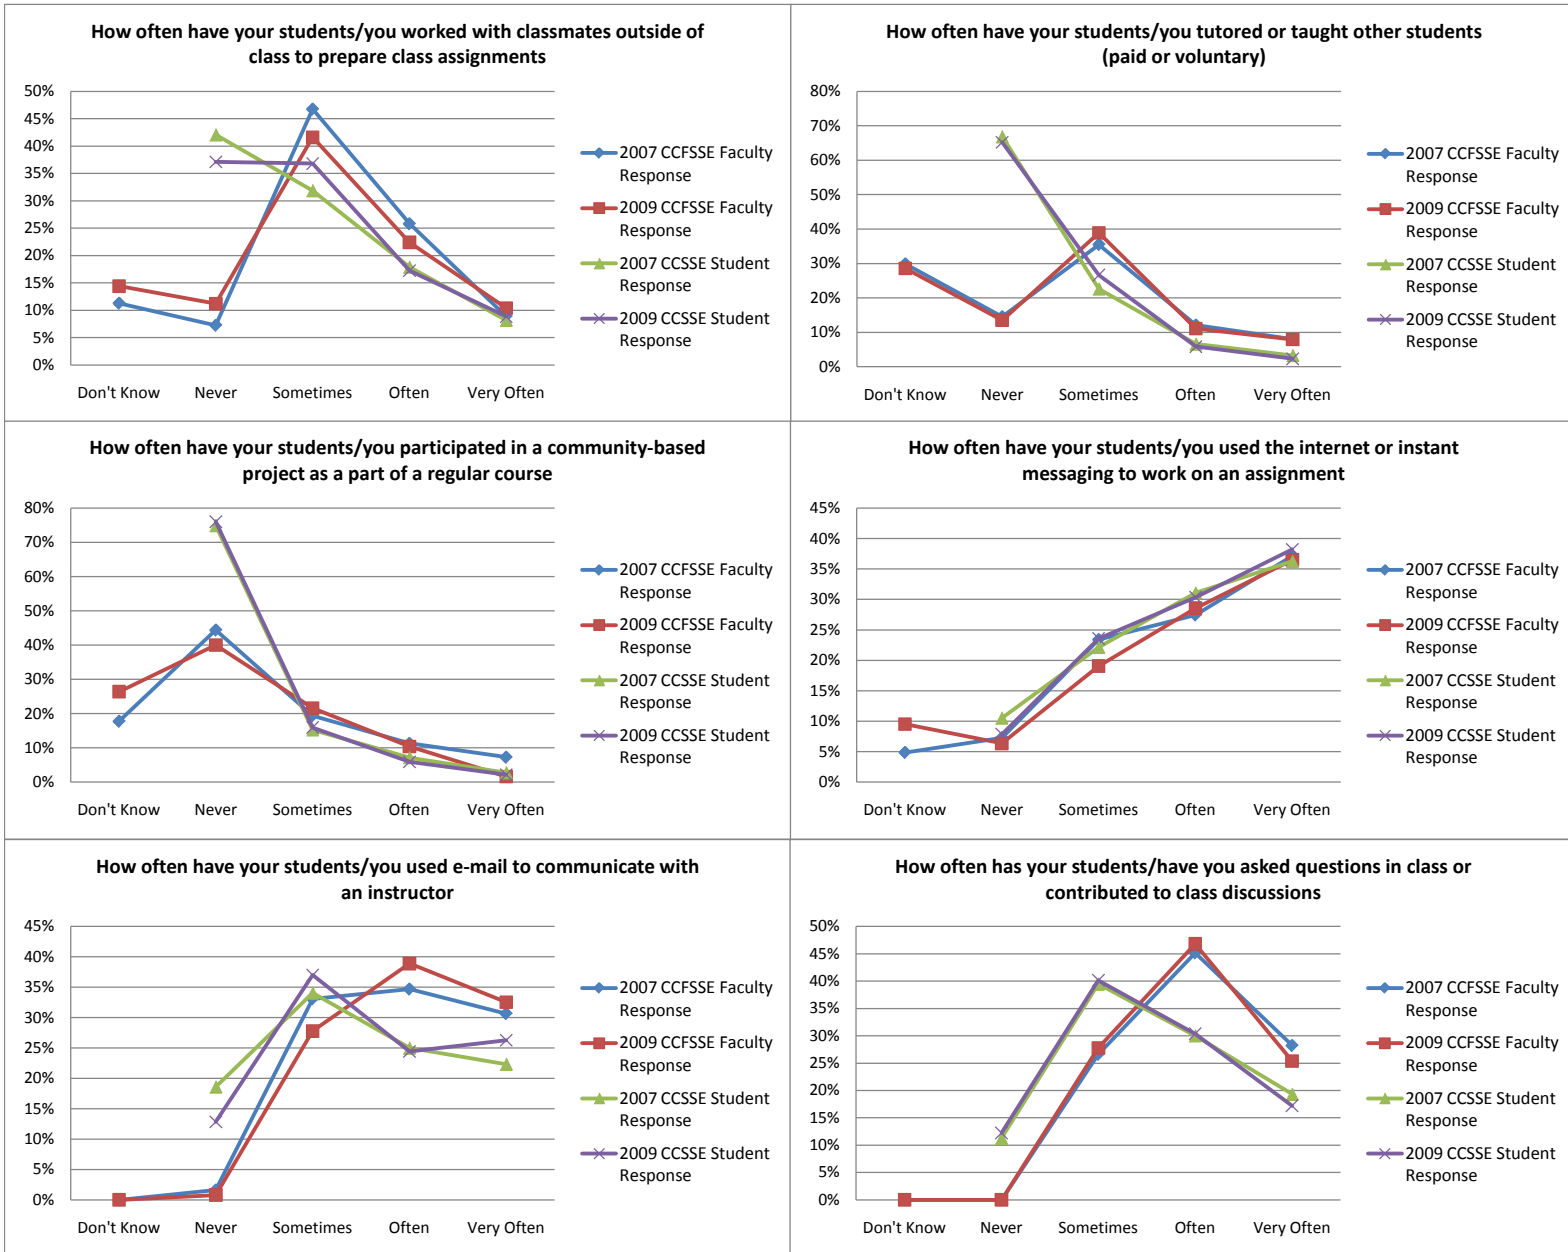 How often have your students/you worked with classmates outside of
class to prepare class assignments
50%
45%
40%
35%
30%
25%
20%
15%
10%
5%
0%
Don't Know Never Sometimes Often Very Often
2007 CCFSSE Faculty
Response
2009 CCFSSE Faculty
Response
2007 CCSSE Student
Response
2009 CCSSE Student
Response
How often have your students/you tutored or taught other students
(paid or voluntary)
80%
70%
60%
50%
40%
30%
20%
10%
0%
Don't Know Never Sometimes Often Very Often
2007 CCFSSE Faculty
Response
2009 CCFSSE Faculty
Response
2007 CCSSE Student
Response
2009 CCSSE Student
Response
How often have your students/you participated in a community-based
project as a part of a regular course
80%
70%
60%
50%
40%
30%
20%
10%
0%
Don't Know Never Sometimes Often Very Often
2007 CCFSSE Faculty
Response
2009 CCFSSE Faculty
Response
2007 CCSSE Student
Response
2009 CCSSE Student
Response
How often have your students/you used the internet or instant
messaging to work on an assignment
45%
40%
35%
30%
25%
20%
15%
10%
5%
0%
Don't Know Never Sometimes Often Very Often
2007 CCFSSE Faculty
Response
2009 CCFSSE Faculty
Response
2007 CCSSE Student
Response
2009 CCSSE Student
Response
How often have your students/you used e-mail to communicate with
an instructor
45%
40%
35%
30%
25%
20%
15%
10%
5%
0%
Don't Know Never Sometimes Often Very Often
2007 CCFSSE Faculty
Response
2009 CCFSSE Faculty
Response
2007 CCSSE Student
Response
2009 CCSSE Student
Response
How often has your students/have you asked questions in class or
contributed to class discussions
50%
45%
40%
35%
30%
25%
20%
15%
10%
5%
0%
Don't Know Never Sometimes Often Very Often
2007 CCFSSE Faculty
Response
2009 CCFSSE Faculty
Response
2007 CCSSE Student
Response
2009 CCSSE Student
Response